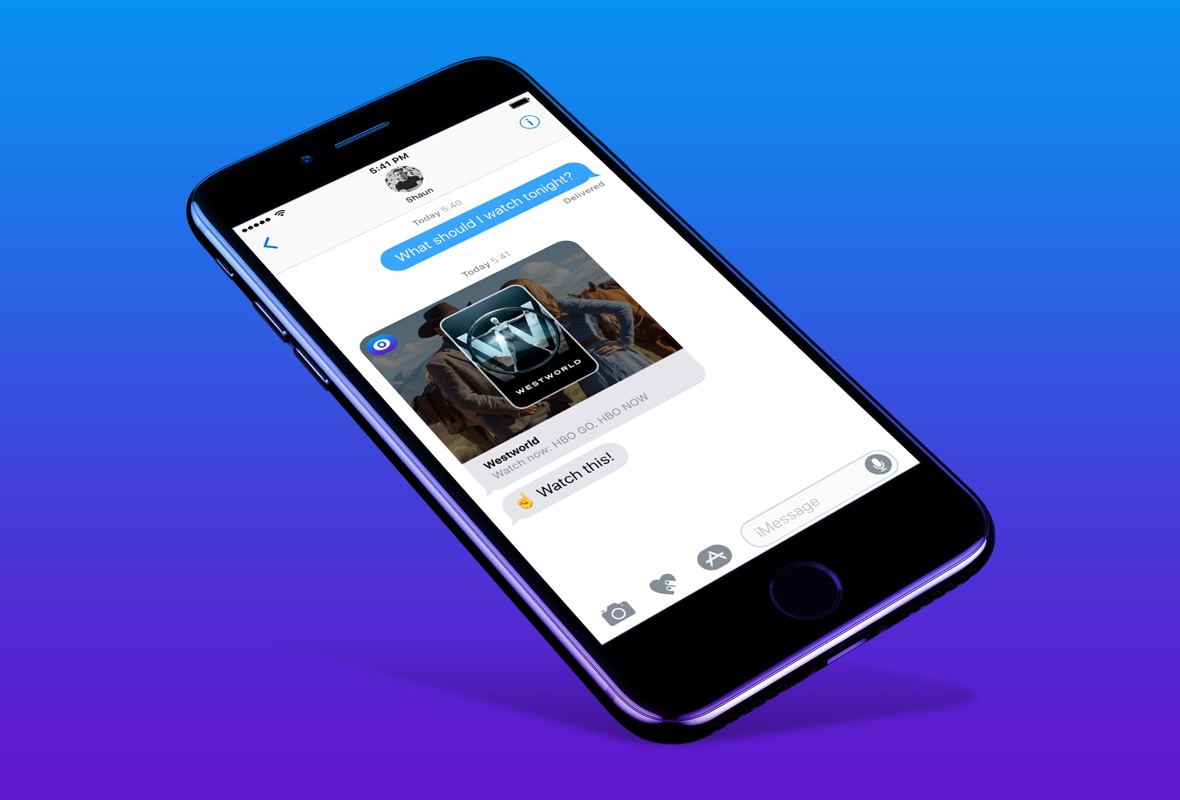 5:41 PM
Shaun
Today 5:40
What should I watch tonight?
Delivered
Today 5:41
W
WESTWORLD
Westworld
Watch now: HBO GO, HBO NOW
☝️ Watch this!
iMessage